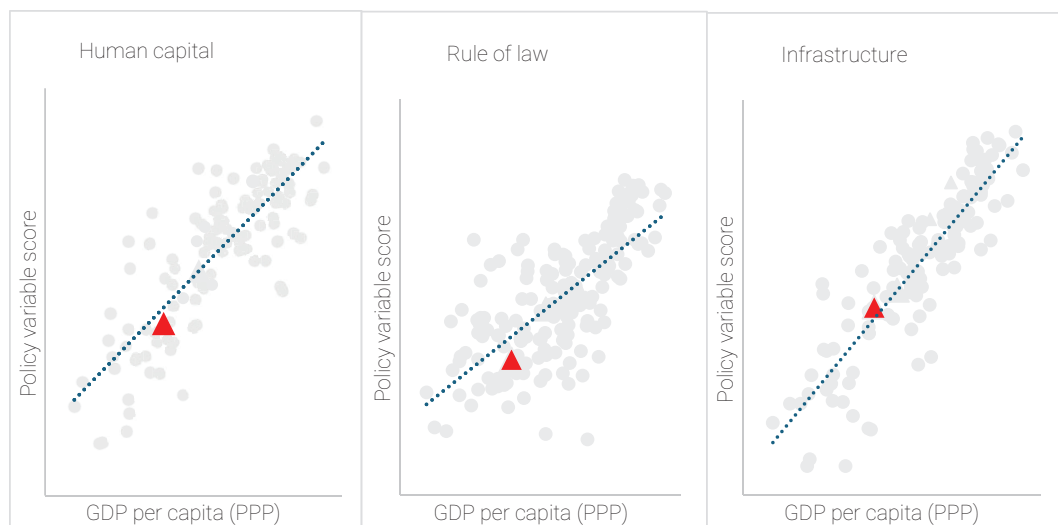 Human capital
Policy variable score
GDP per capita (PPP)
Rule of law
Policy variable score
GDP per capita (PPP)
Infrastructure
Policy variable score
GDP per capita (PPP)